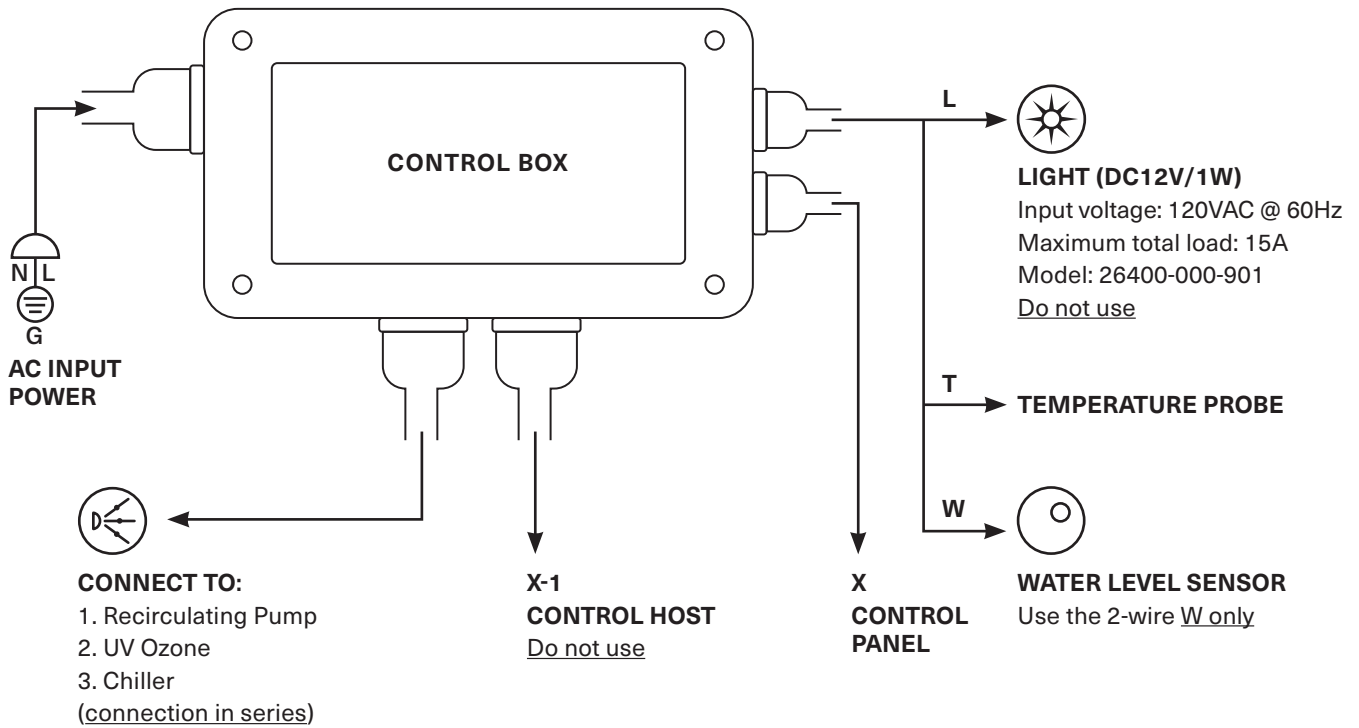 CONTROL BOX
L
LIGHT (DC12V/1W)
Input voltage: 120VAC @ 60Hz
Maximum total load: 15A
Model: 26400-000-901
Do not use
N L
G
AC INPUT
POWER
T
TEMPERATURE PROBE
W
WATER LEVEL SENSOR
Use the 2-wire W only
CONNECT TO:
1. Recirculating Pump
2. UV Ozone
3. Chiller
(connection in series)
X-1
CONTROL HOST
Do not use
X
CONTROL
PANEL